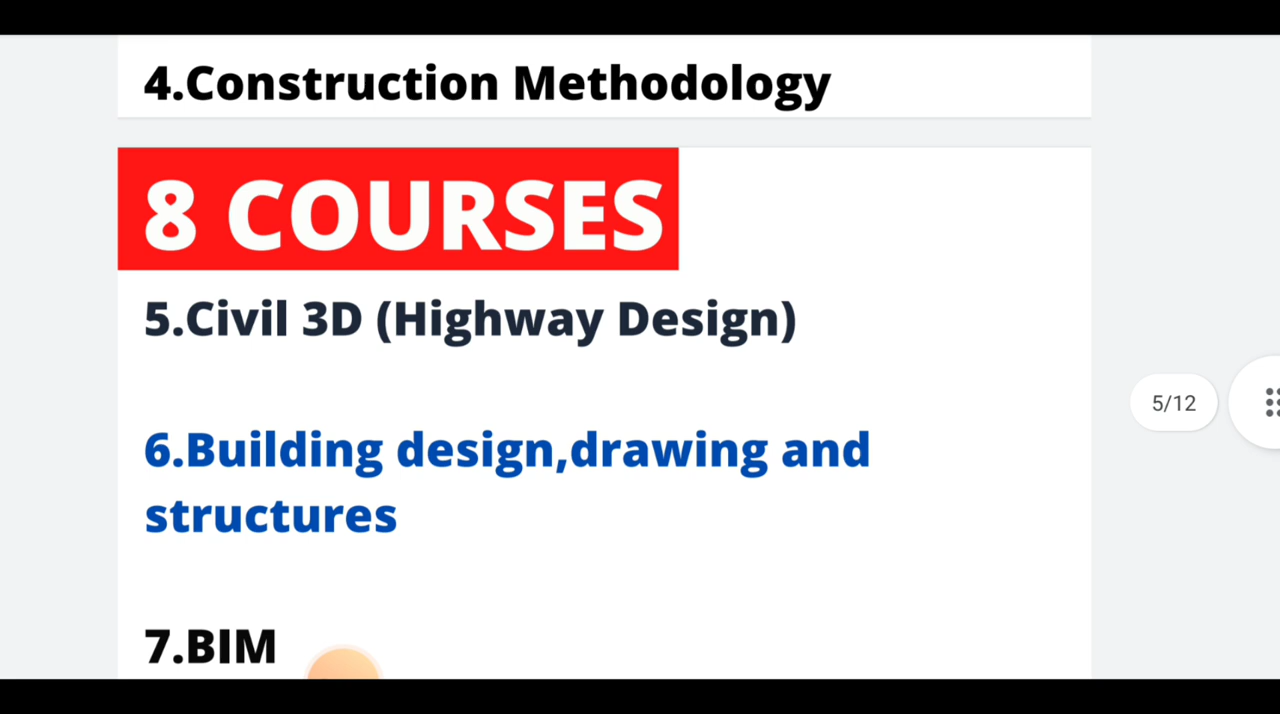 4.Construction Methodology
8 COURSES
5.Civil 3D (Highway Design)
5/12
6.Building design,drawing and
structures
7.BIM